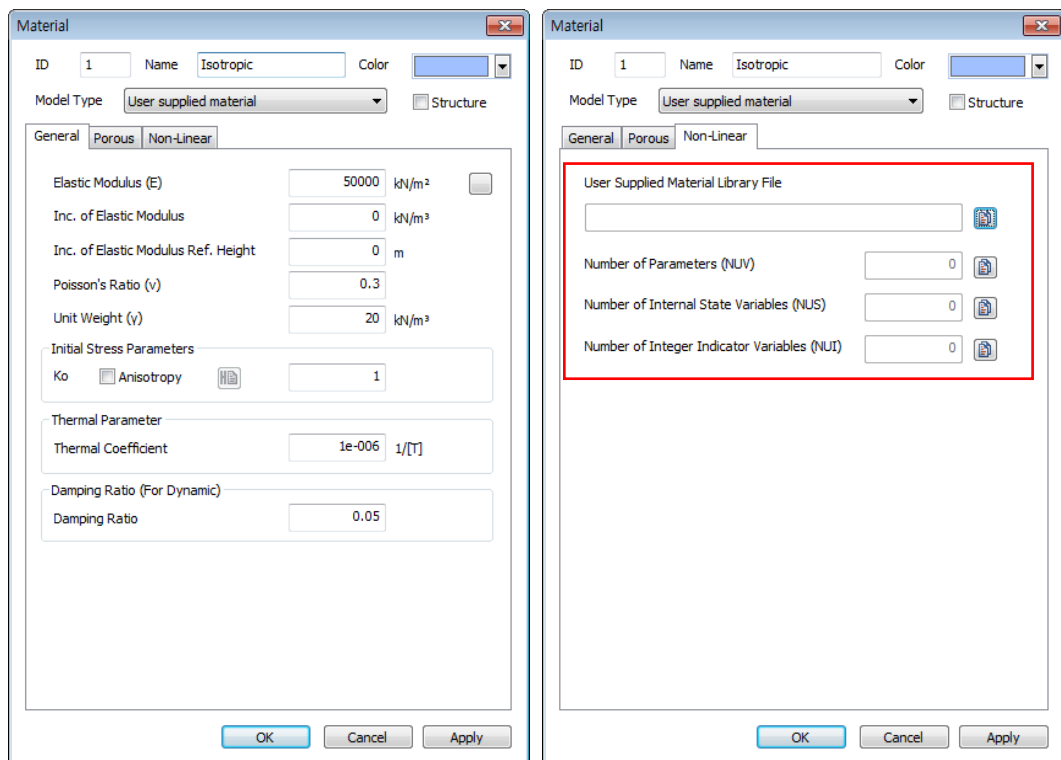 Material
ID 1 Name Isotropic Color
Model Type User supplied material Structure
General Porous Non-Linear
Elastic Modulus (E) 50000 kN/m²
Inc. of Elastic Modulus 0 kN/m³
Inc. of Elastic Modulus Ref. Height 0 m
Poisson's Ratio (ν) 0.3
Unit Weight (γ) 20 kN/m³
Initial Stress Parameters
Ko Anisotropy 1
Thermal Parameter
Thermal Coefficient 1e-006 1/[T]
Damping Ratio (For Dynamic)
Damping Ratio 0.05
OK Cancel Apply
Material
ID 1 Name Isotropic Color
Model Type User supplied material Structure
General Porous Non-Linear
User Supplied Material Library File
Number of Parameters (NUV) 0
Number of Internal State Variables (NUS) 0
Number of Integer Indicator Variables (NUI) 0
OK Cancel Apply